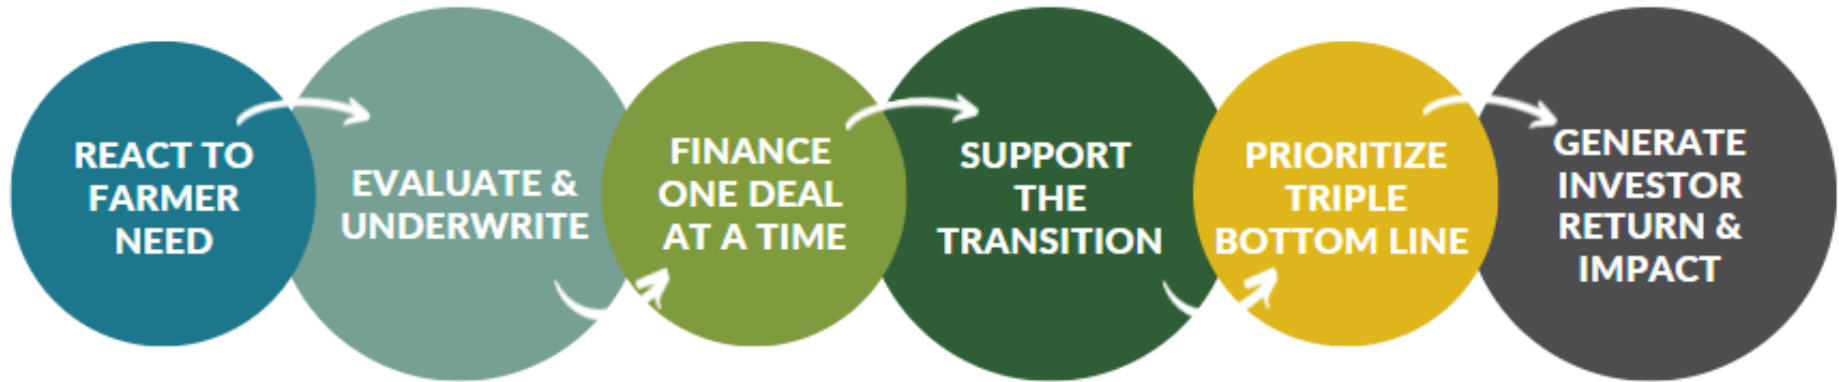 REACT TO
FARMER
NEED
EVALUATE &
UNDERWRITE
FINANCE
ONE DEAL
AT A TIME
SUPPORT
THE
TRANSITION
PRIORITIZE
TRIPLE
BOTTOM LINE
GENERATE
INVESTOR
RETURN &
IMPACT